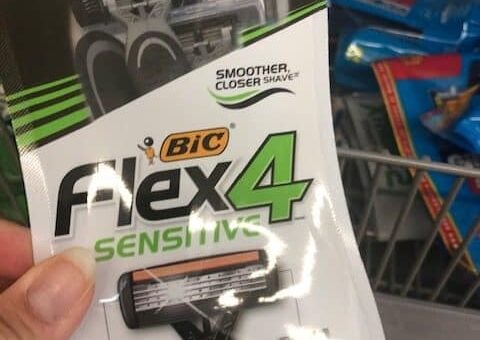 SMOOTHER,
CLOSER SHAVE*
BiC®
Flex4
SENSITIVE